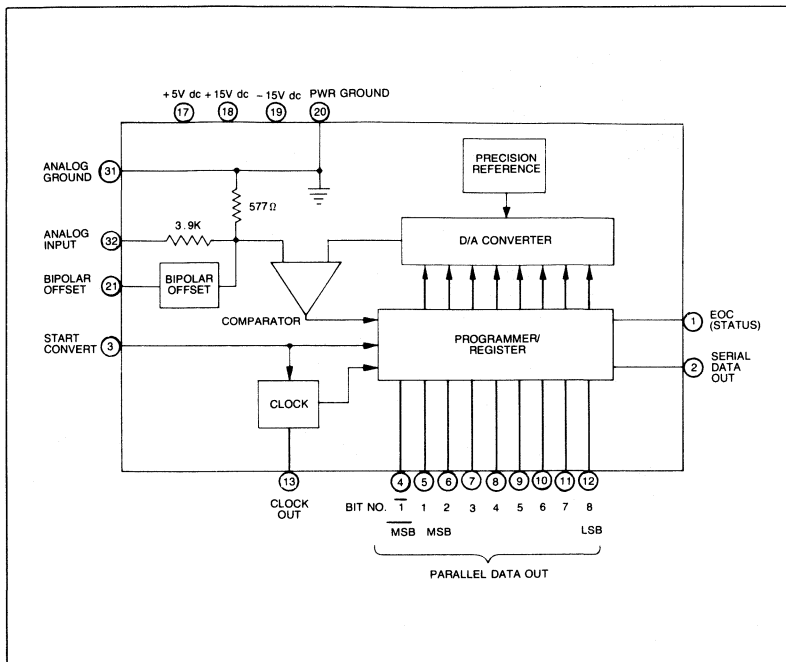 +5V dc +15V dc -15V dc PWR GROUND
17 18 19 20
ANALOG GROUND 31
577Ω
PRECISION REFERENCE
ANALOG INPUT 32
3.9K
D/A CONVERTER
BIPOLAR OFFSET 21
BIPOLAR OFFSET
COMPARATOR
1 EOC (STATUS)
START CONVERT 3
PROGRAMMER/ REGISTER
2 SERIAL DATA OUT
CLOCK
13 4 5 6 7 8 9 10 11 12
CLOCK OUT
BIT NO. 1̅ 1 2 3 4 5 6 7 8
M̅S̅B̅ MSB LSB
PARALLEL DATA OUT